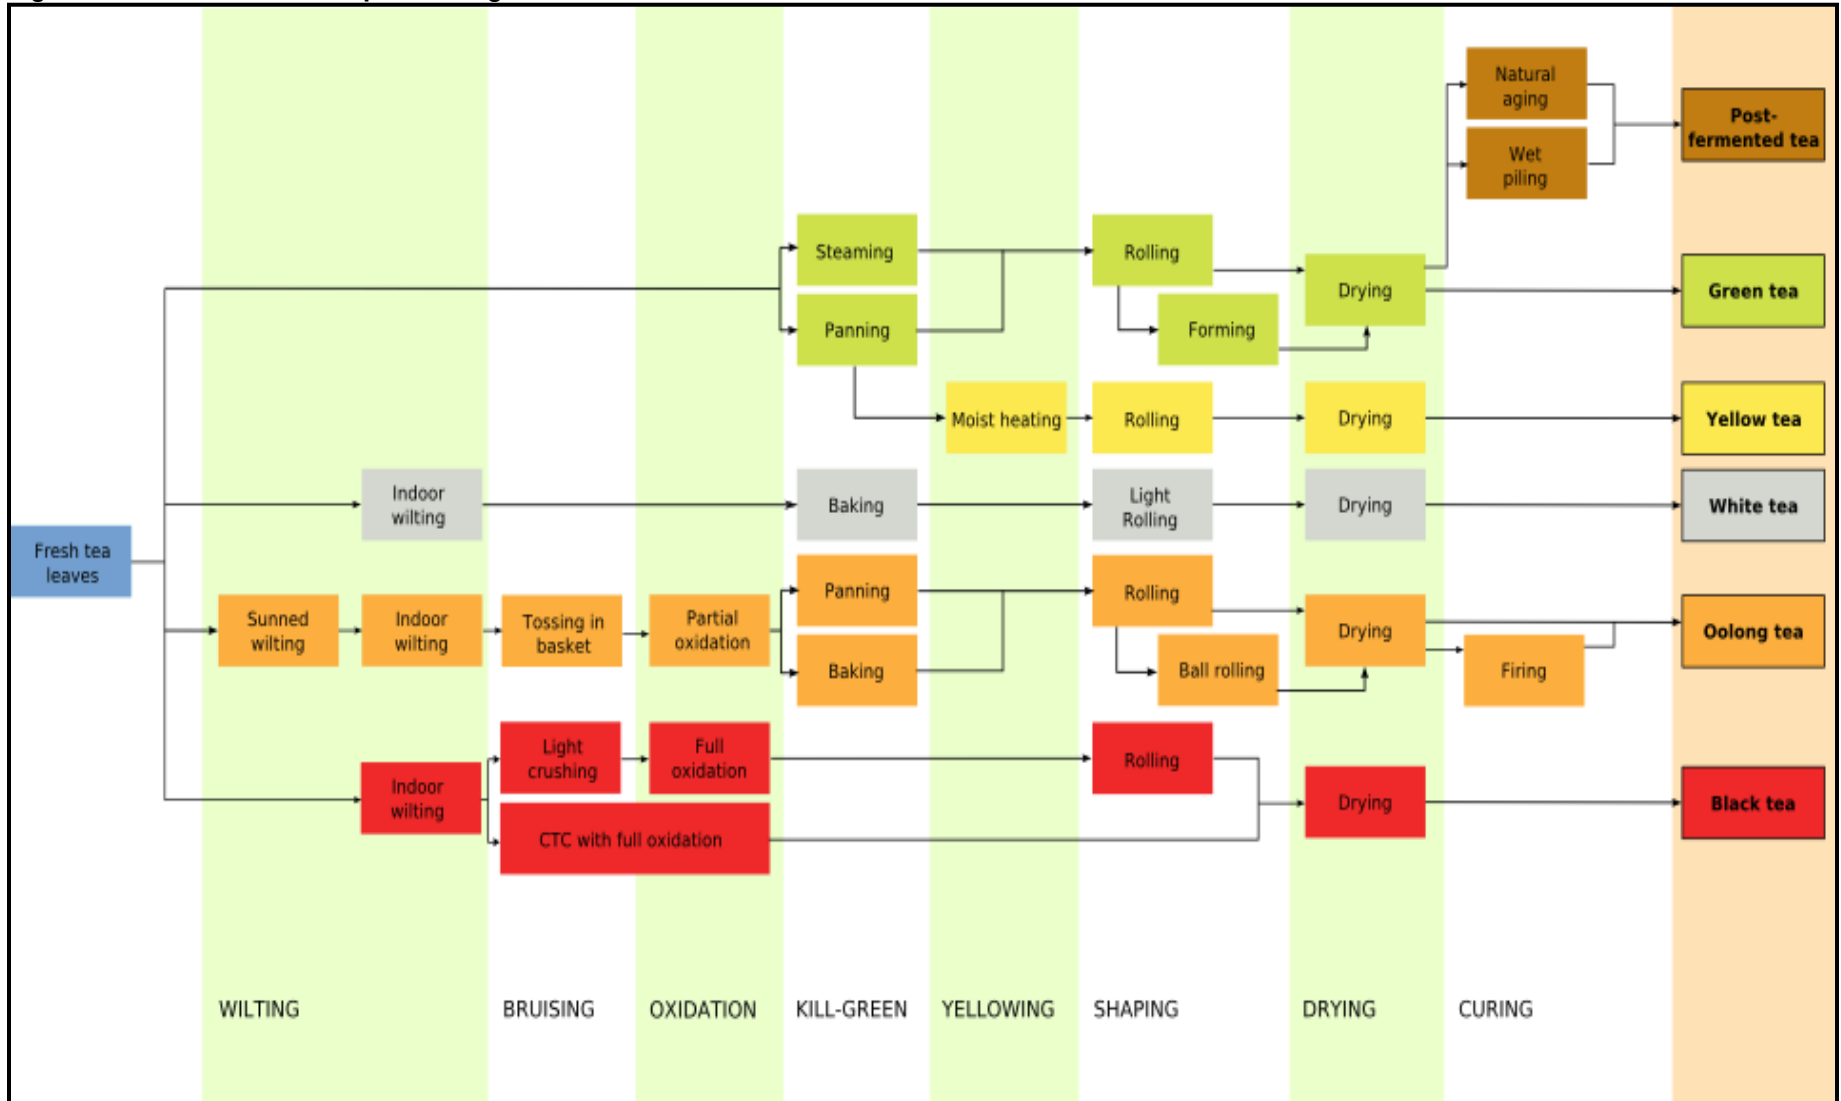 Natural
aging
Post-
fermented tea
Wet
piling
Steaming
Rolling
Drying
Green tea
Panning
Forming
Moist heating
Rolling
Drying
Yellow tea
Indoor
wilting
Baking
Light
Rolling
Drying
White tea
Fresh tea
leaves
Sunned
wilting
Indoor
wilting
Tossing in
basket
Partial
oxidation
Panning
Baking
Rolling
Ball rolling
Drying
Firing
Oolong tea
Indoor
wilting
Light
crushing
Full
oxidation
CTC with full oxidation
Rolling
Drying
Black tea
WILTING
BRUISING
OXIDATION
KILL-GREEN
YELLOWING
SHAPING
DRYING
CURING